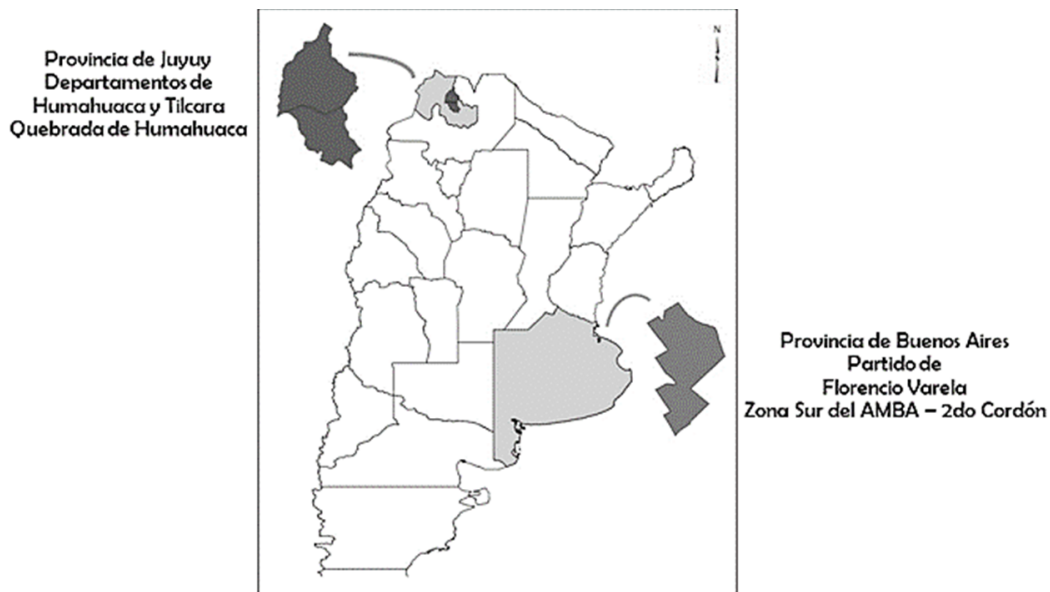 Provincia de Juyuy
Departamentos de
Humahuaca y Tilcara
Quebrada de Humahuaca
N
Provincia de Buenos Aires
Partido de
Florencio Varela
Zona Sur del AMBA – 2do Cordón